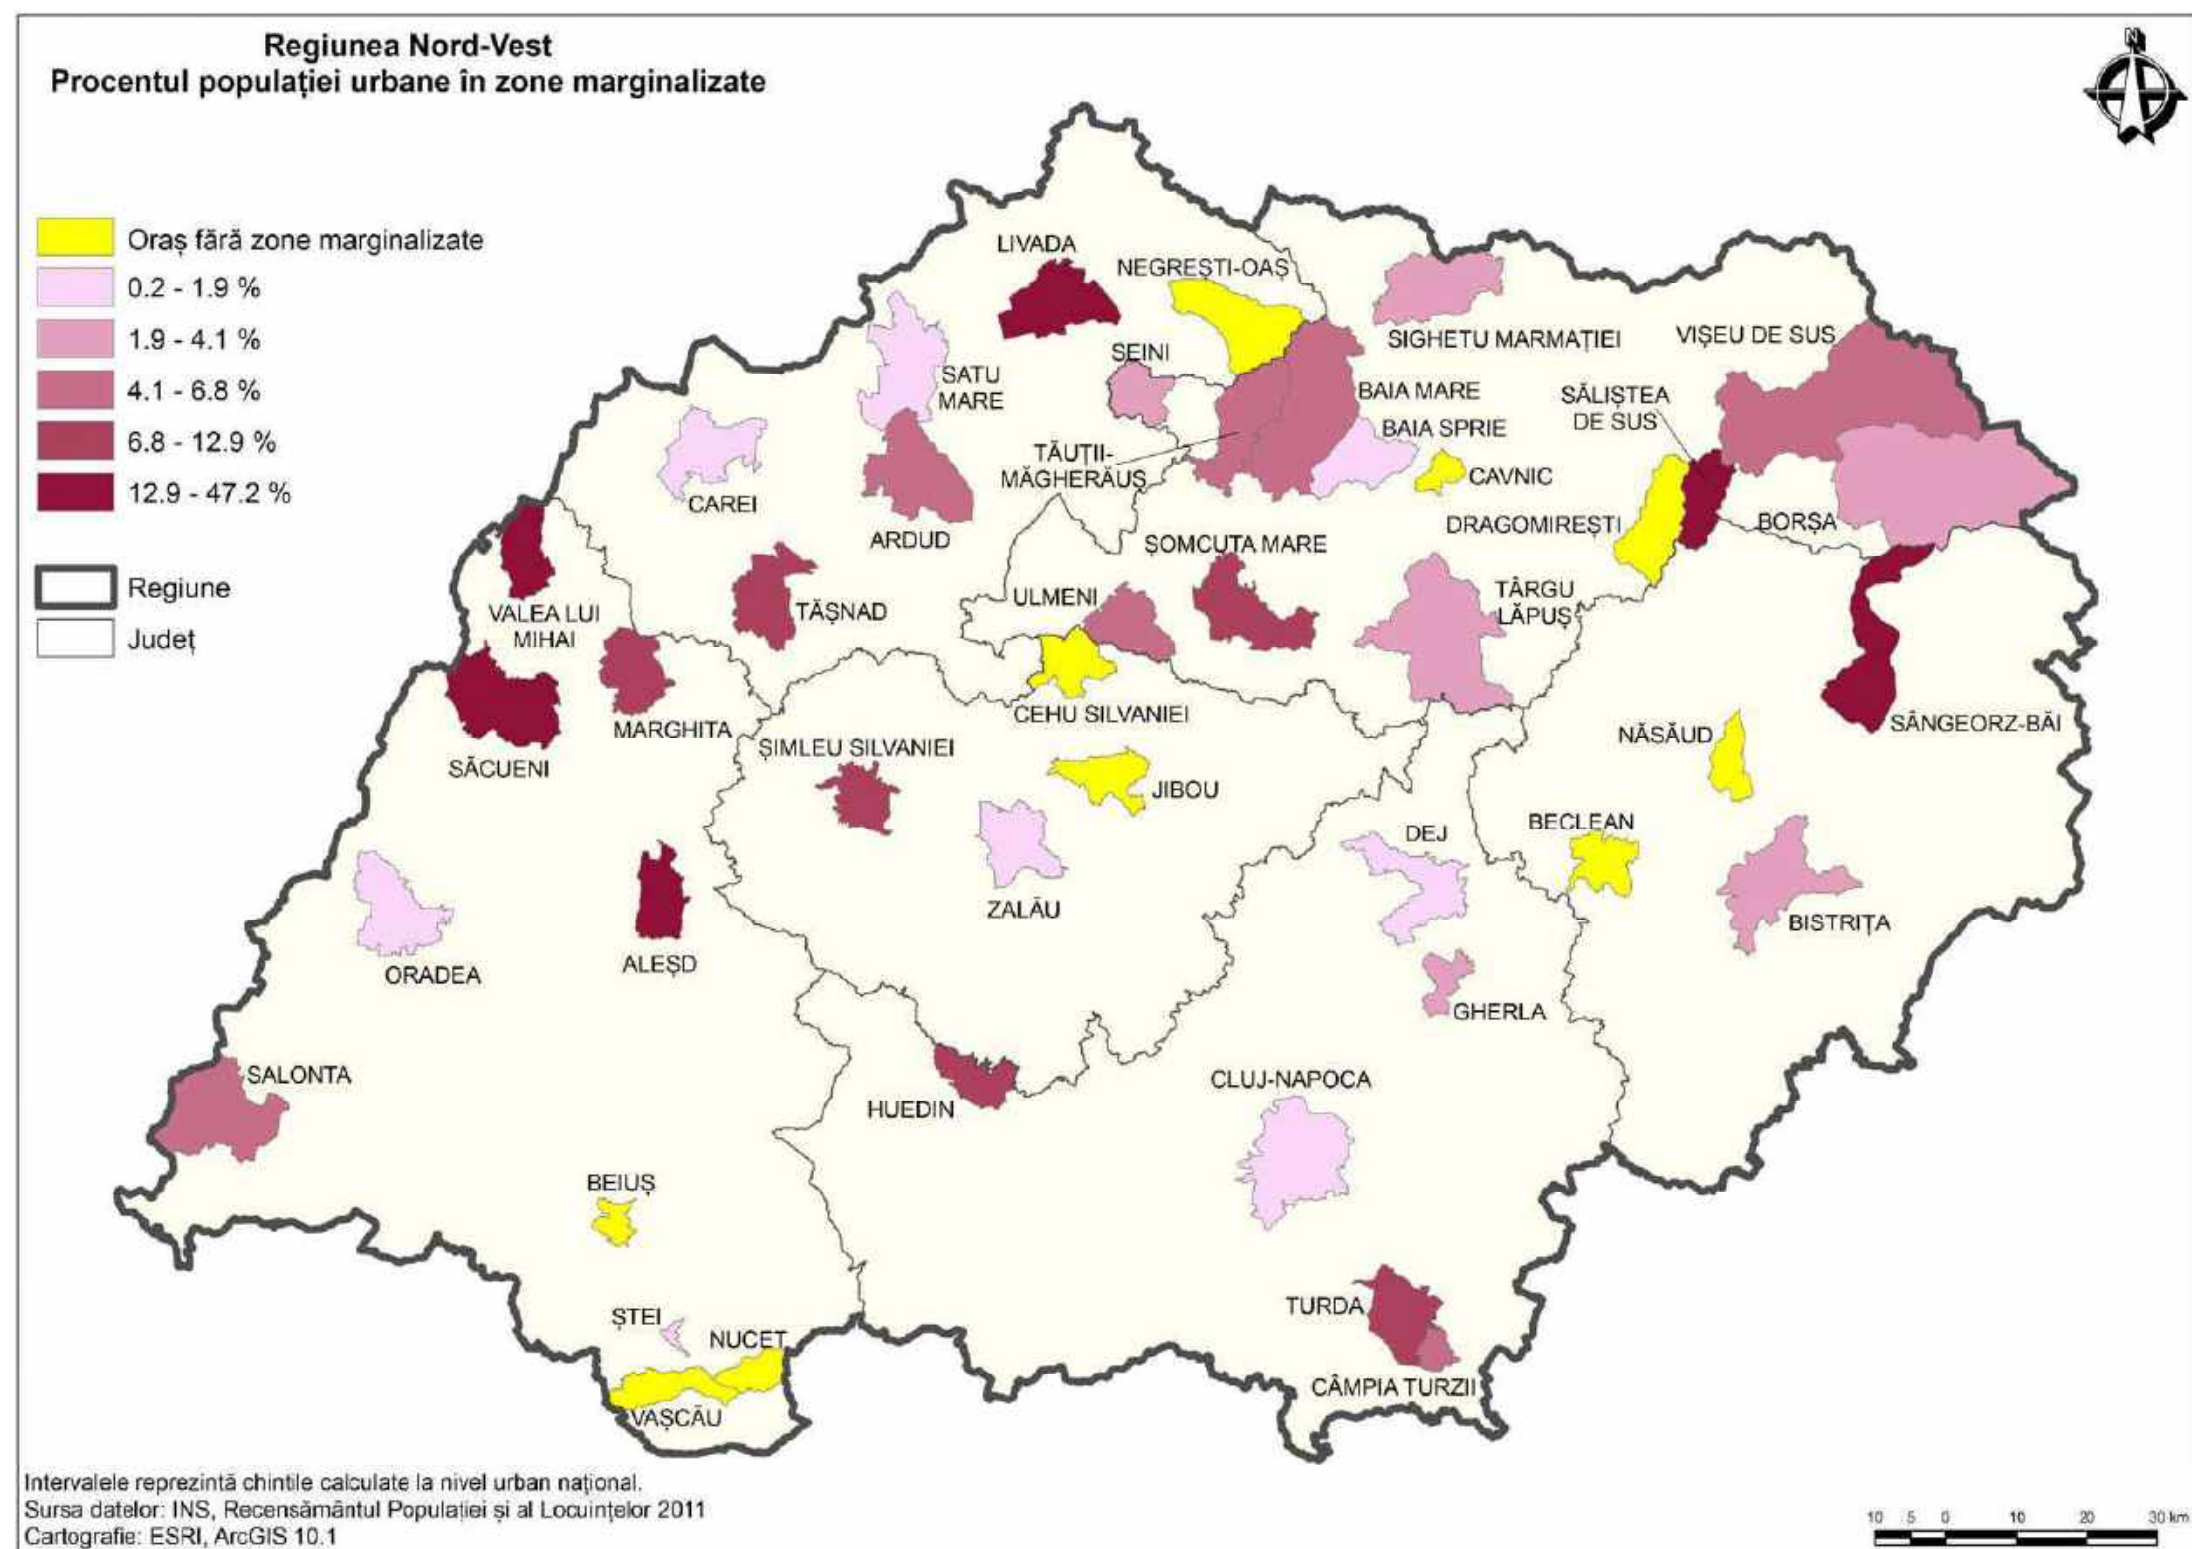 Regiunea Nord-Vest
Procentul populației urbane în zone marginalizate
N
Oraș fără zone marginalizate
0.2 - 1.9 %
1.9 - 4.1 %
4.1 - 6.8 %
6.8 - 12.9 %
12.9 - 47.2 %
Regiune
Județ
LIVADA
NEGREȘTI-OAȘ
SIGHETU MARMAȚIEI
VIȘEU DE SUS
SEINI
SATU
MARE
BAIA MARE
SĂLIȘTEA
DE SUS
BAIA SPRIE
TĂUȚII-
MĂGHERĂUȘ
CAVNIC
CAREI
DRAGOMIREȘTI
BORȘA
ARDUD
ȘOMCUTA MARE
VALEA LUI
MIHAI
TĂȘNAD
ULMENI
TÂRGU
LĂPUȘ
MARGHITA
CEHU SILVANIEI
SÂNGEORZ-BĂI
NĂSĂUD
ȘIMLEU SILVANIEI
SĂCUENI
JIBOU
BECLEAN
DEJ
ZALĂU
BISTRIȚA
ORADEA
ALEȘD
GHERLA
SALONTA
CLUJ-NAPOCA
HUEDIN
BEIUȘ
TURDA
ȘTEI
NUCET
CÂMPIA TURZII
VAȘCĂU
Intervalele reprezintă chintile calculate la nivel urban național.
Sursa datelor: INS, Recensământul Populației și al Locuințelor 2011
Cartografie: ESRI, ArcGIS 10.1
10 5 0 10 20 30 km